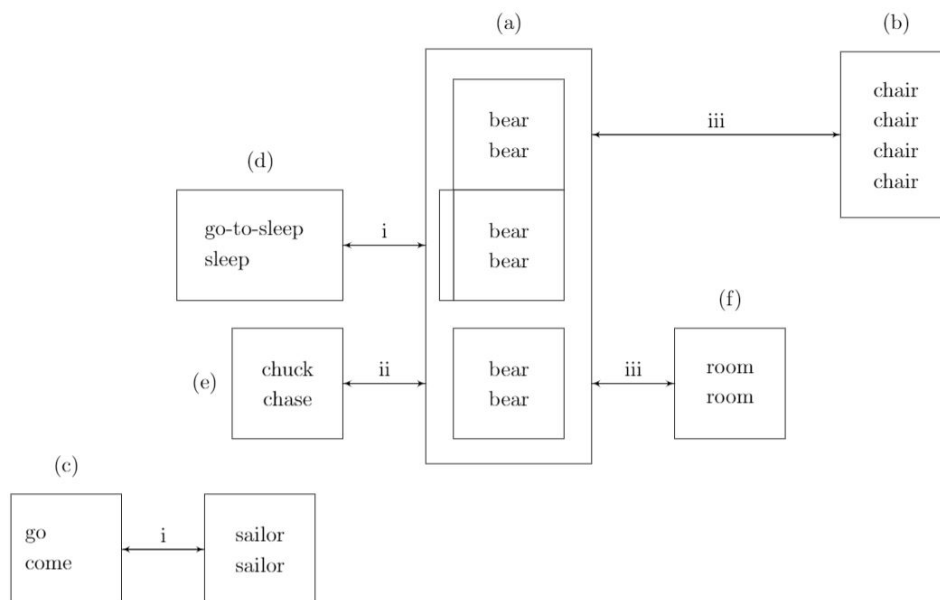 (a)
(b)
bear
bear
iii
chair
chair
chair
chair
(d)
go-to-sleep
sleep
i
bear
bear
(f)
(e)
chuck
chase
ii
bear
bear
iii
room
room
(c)
go
come
i
sailor
sailor